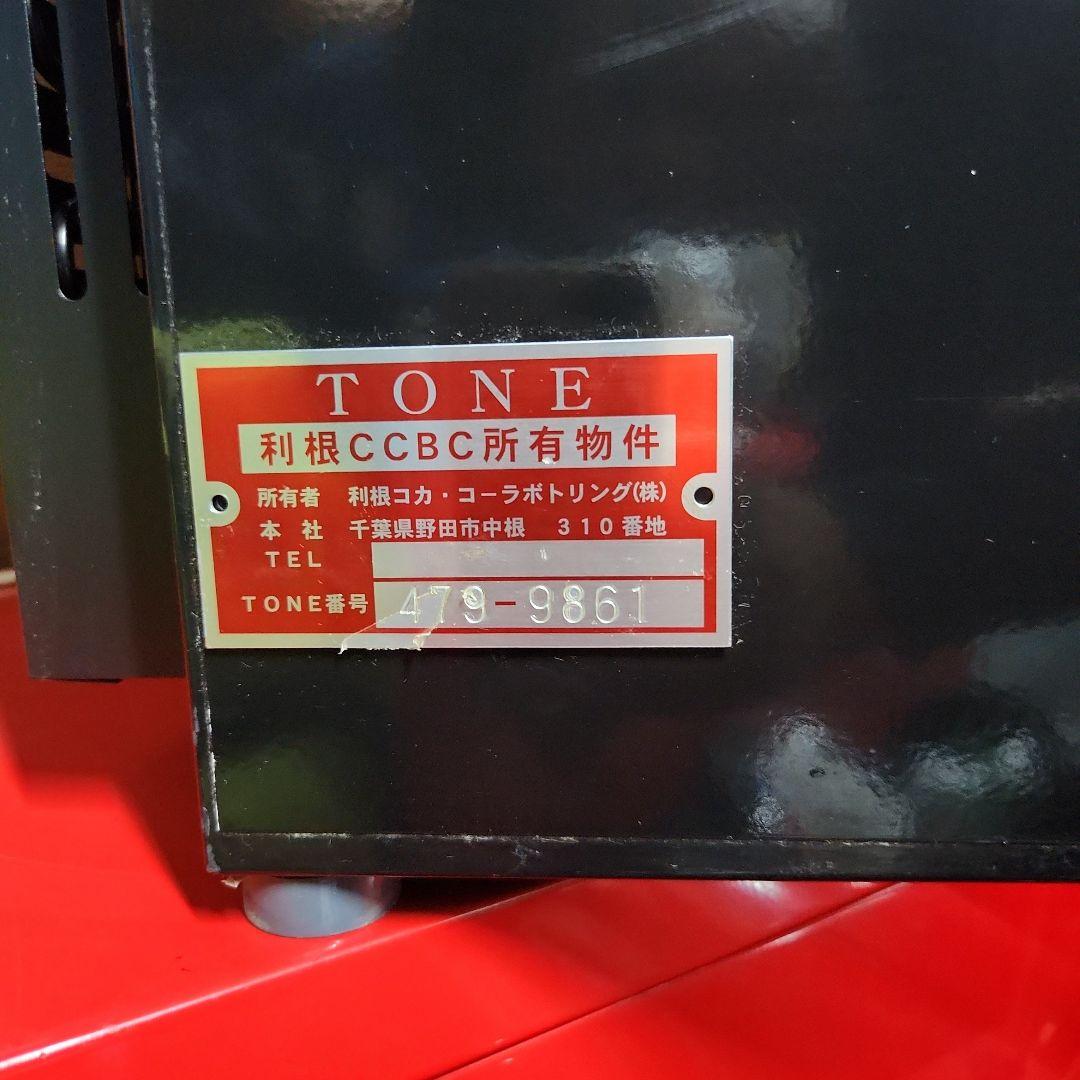 TONE
利根CCBC所有物件
所有者 利根コカ・コーラボトリング(株)
本社 千葉県野田市中根 310番地
TEL
TONE番号 479-9861